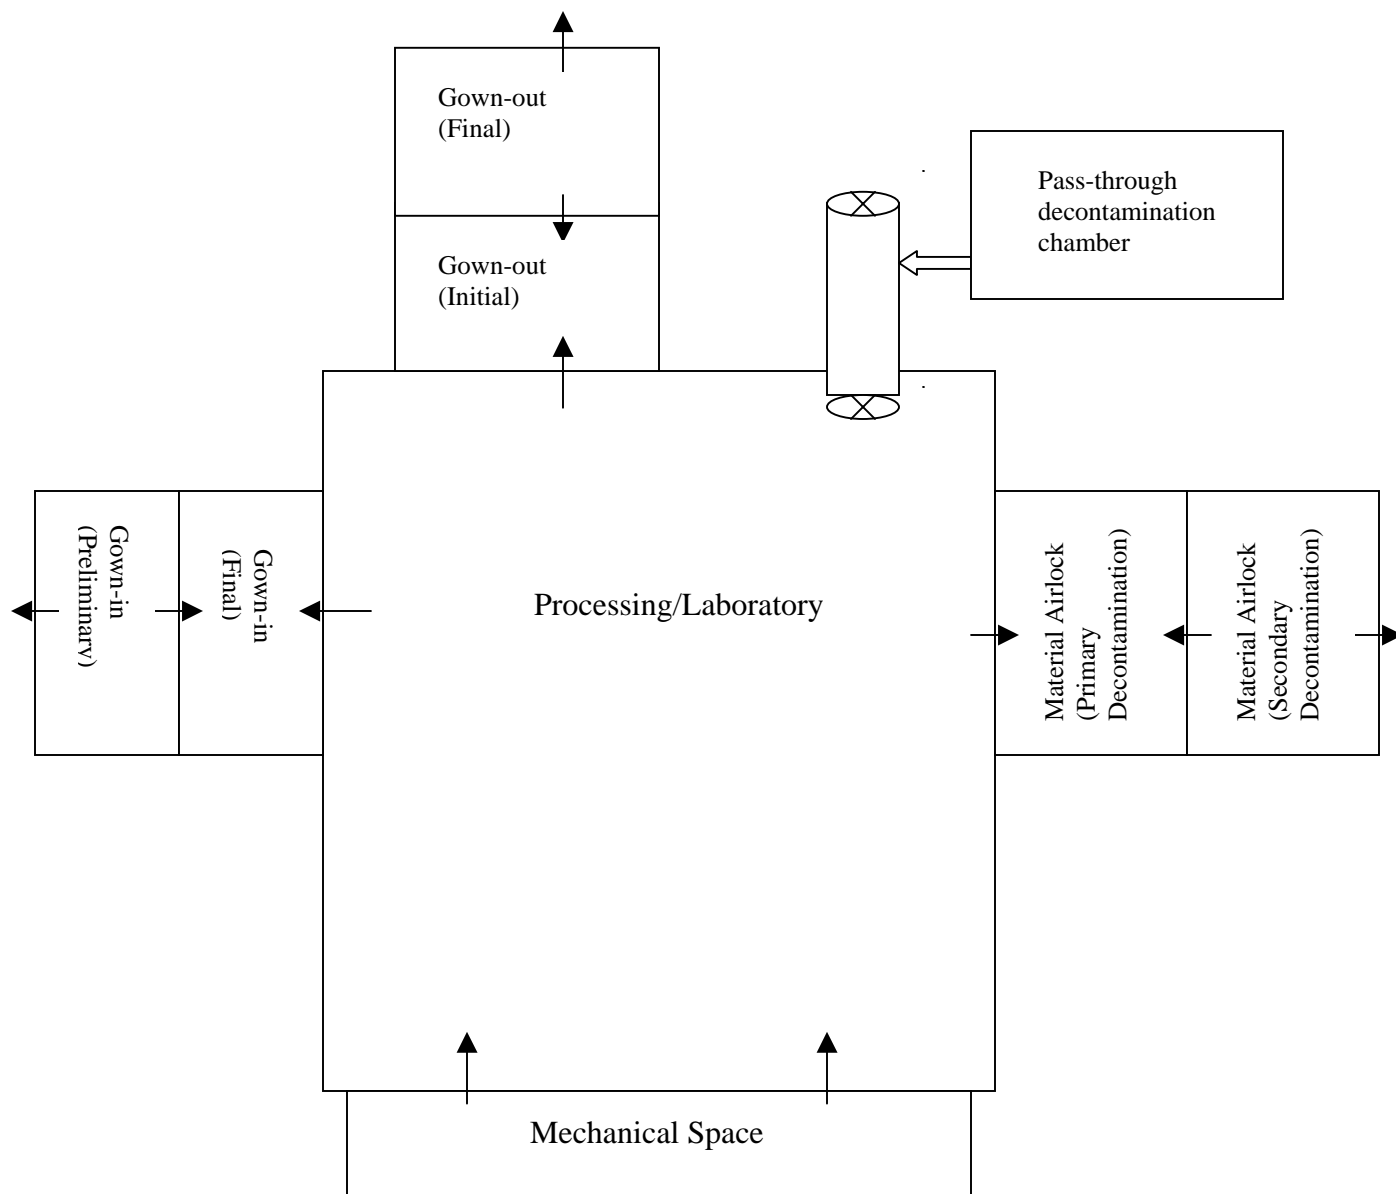 Gown-out
(Final)
Pass-through
decontamination
chamber
Gown-out
(Initial)
Gown-in
(Preliminary)
Gown-in
(Final)
Processing/Laboratory
Material Airlock
(Primary
Decontamination)
Material Airlock
(Secondary
Decontamination)
Mechanical Space